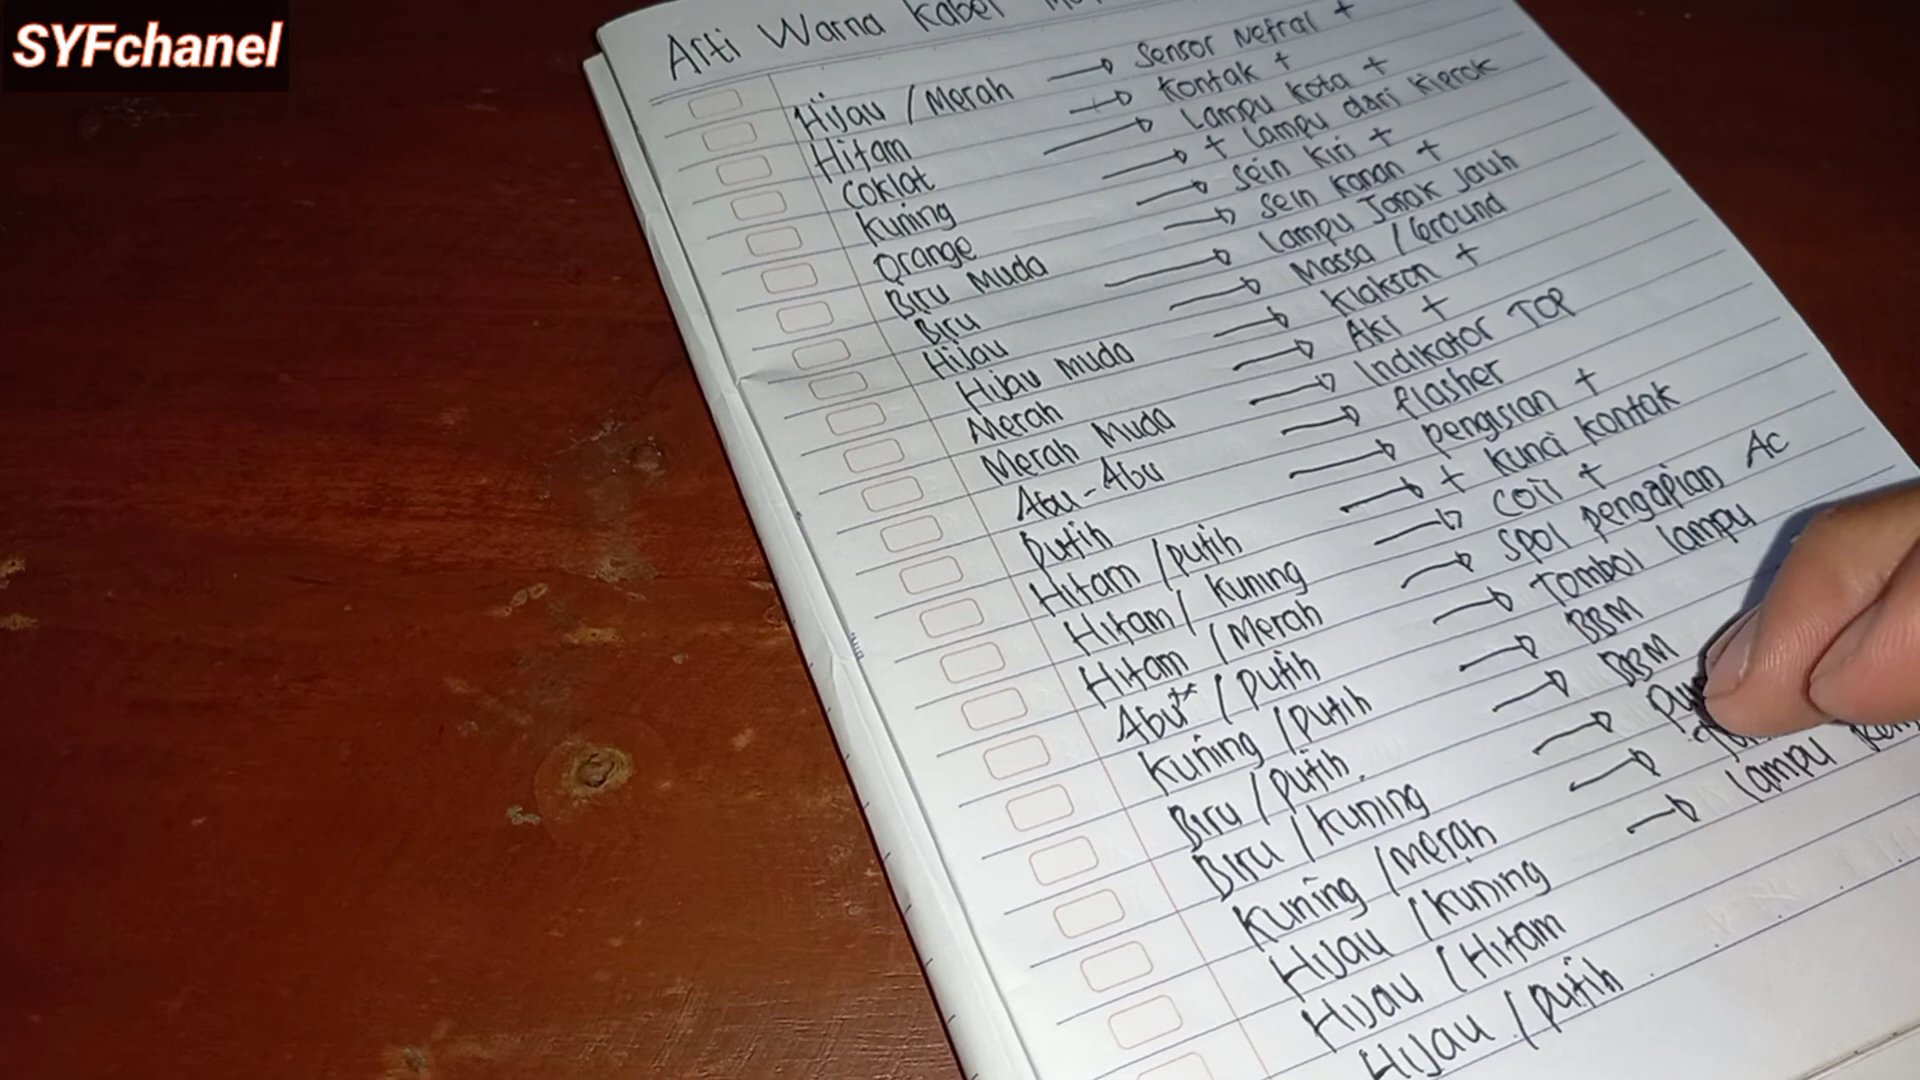 SYFchanel
Arti Warna Kabel
Hijau / Merah → Sensor Netral +
Hitam → Kontak +
Coklat → Lampu kota +
Kuning → + lampu dari kiprok
Orange → Sein kiri +
Biru Muda → Sein kanan +
Biru → Lampu Jarak Jauh
Hijau → Massa / Ground
Hijau muda → Klakson +
Merah → Aki +
Merah Muda → Indikator TOP
Abu-Abu → flasher
Putih → pengisian +
Hitam / putih → + kunci kontak
Hitam / kuning → coil +
Hitam / Merah → Spol pengapian AC
Abu / putih → Tombol lampu
Kuning / putih → BBM
Biru / putih → BBM
Biru / kuning →
Kuning / merah →
Hijau / kuning → lampu
Hijau / Hitam
Hijau / putih